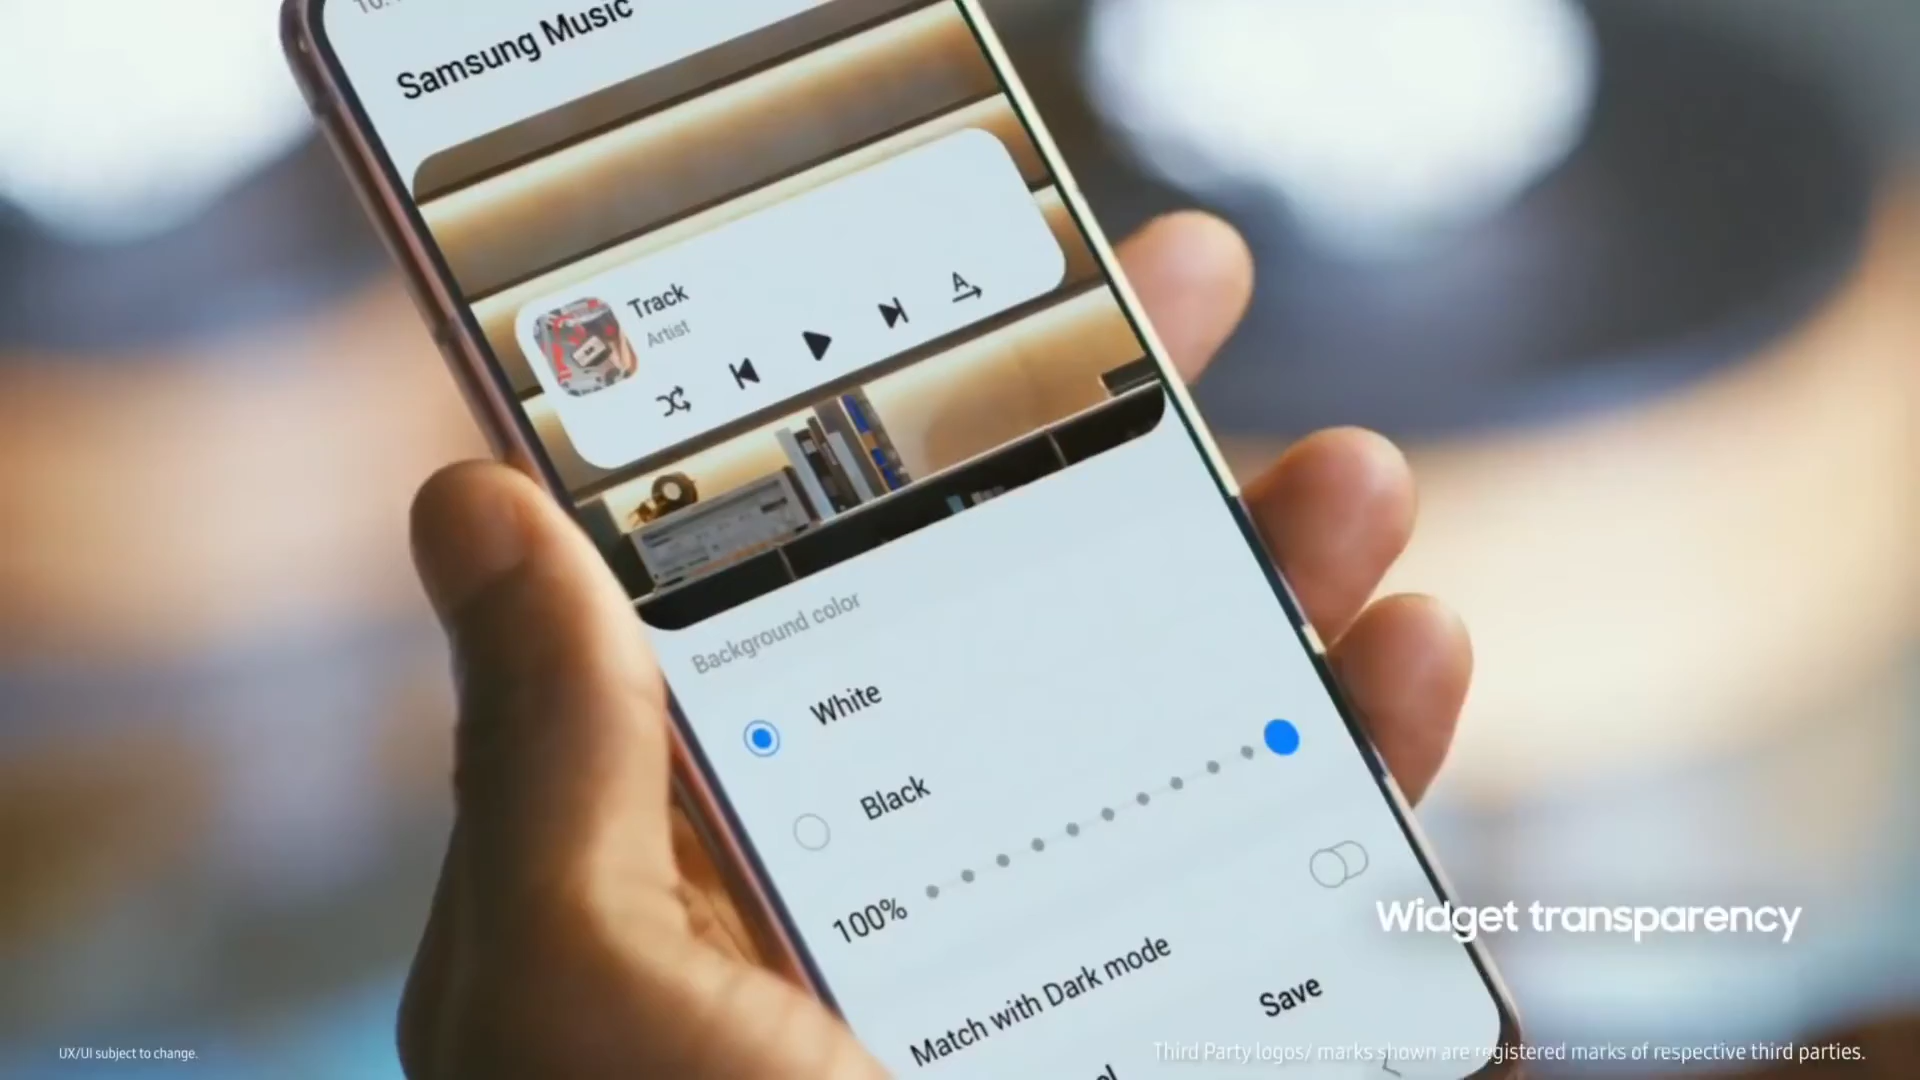 Samsung Music
Track
Artist
Background color
White
Black
100%
Match with Dark mode
Save
Widget transparency
UX/UI subject to change.
Third Party logos/ marks shown are registered marks of respective third parties.